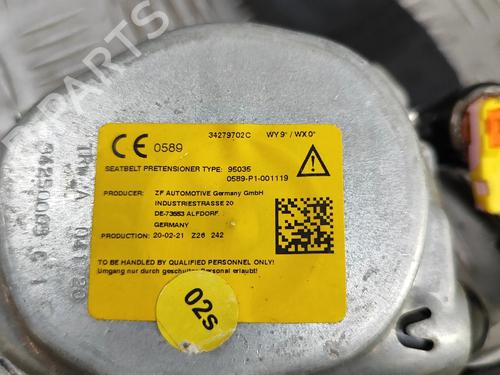 34279702C WY 9° / WX 0°
CE 0589
SEATBELT PRETENSIONER TYPE: 95035
0589-P1-001119
PRODUCER: ZF AUTOMOTIVE Germany GmbH
INDUSTRIESTRASSE 20
DE-73553 ALFDORF
GERMANY
PRODUCTION: 20-02-21 Z26 242
TO BE HANDLED BY QUALIFIED PERSONNEL ONLY!
Umgang nur durch geschultes Personal erlaubt!
02s
TRW A